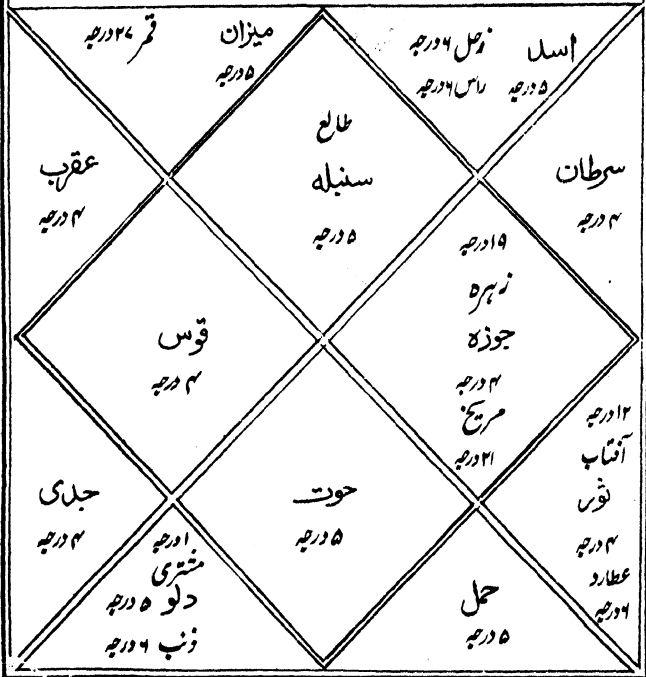 اسد
۵ درجہ
زحل ۶ درجہ
راس ۶ درجہ
میزان
۵ درجہ
قمر ۲۷ درجہ
طالع
سنبلہ
۵ درجہ
عقرب
۴ درجہ
سرطان
۴ درجہ
۱۹ درجہ
زہرہ
جوزہ
۴ درجہ
مریخ
۲۱ درجہ
قوس
۴ درجہ
۱۲ درجہ
آفتاب
ثور
۴ درجہ
عطارد
۶ درجہ
حوت
۵ درجہ
جدی
۴ درجہ
۱ درجہ
مشتری
دلو ۵ درجہ
ذنب ۶ درجہ
حمل
۵ درجہ